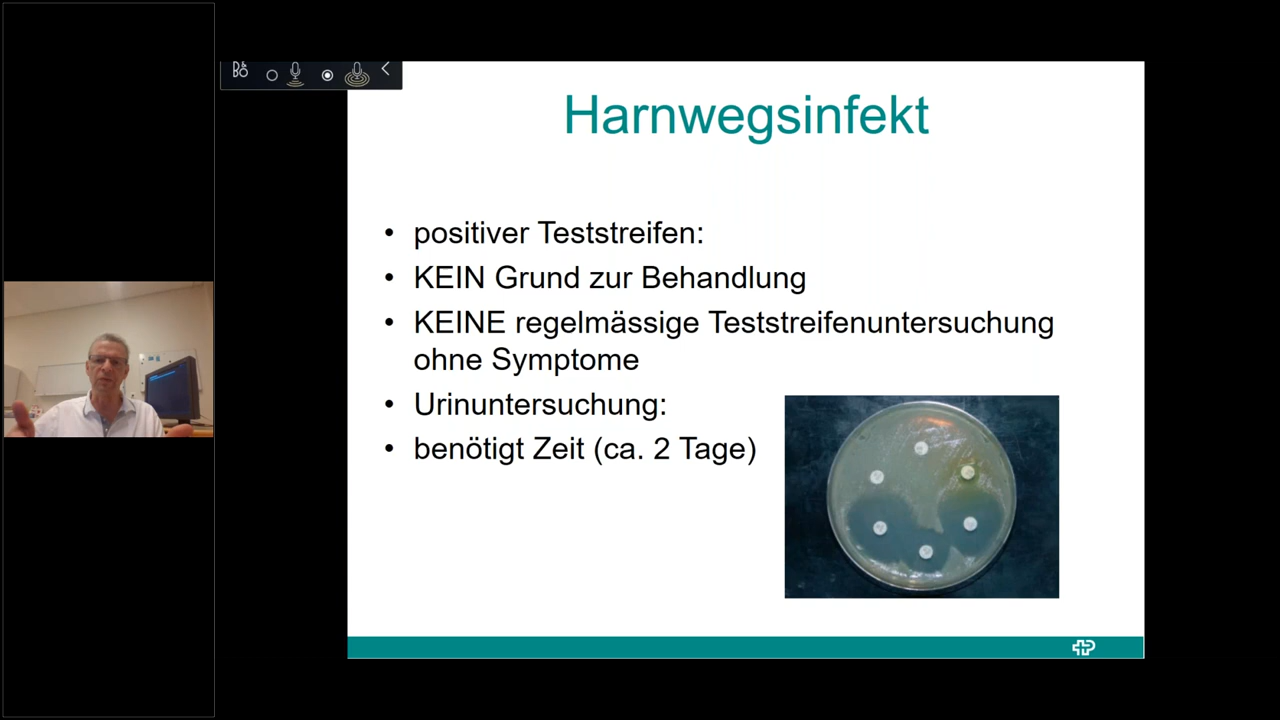 Harnwegsinfekt
• positiver Teststreifen:
• KEIN Grund zur Behandlung
• KEINE regelmässige Teststreifenuntersuchung
ohne Symptome
• Urinuntersuchung:
• benötigt Zeit (ca. 2 Tage)